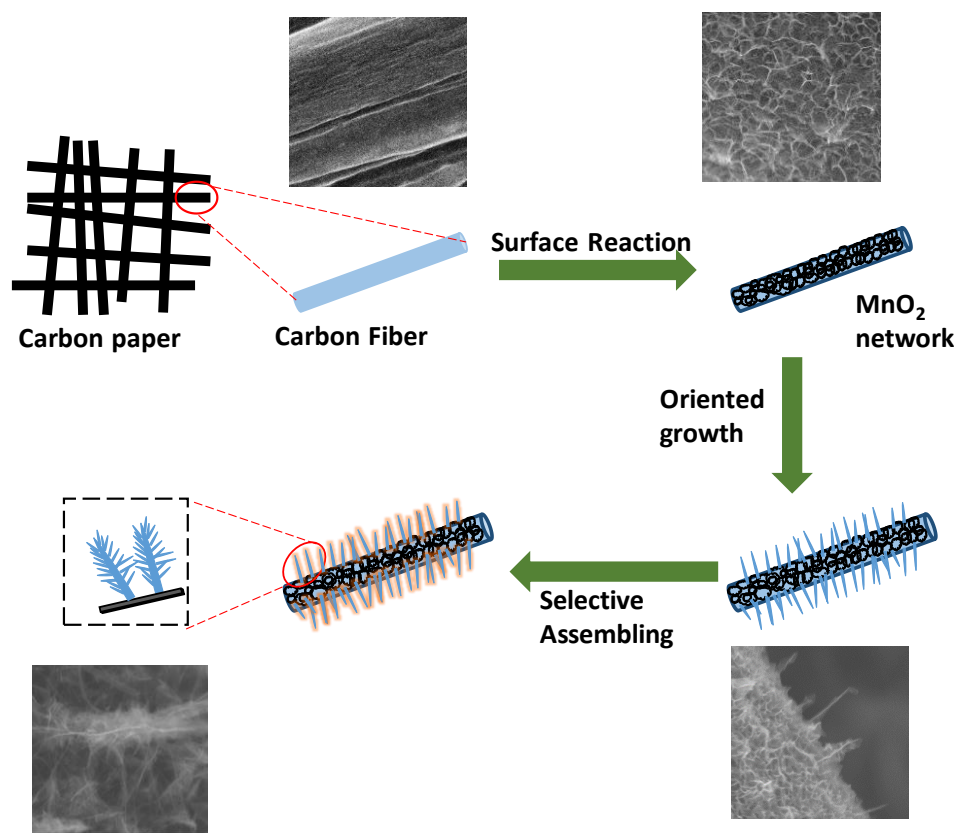 Surface Reaction
Carbon paper
Carbon Fiber
MnO₂
network
Oriented
growth
Selective
Assembling